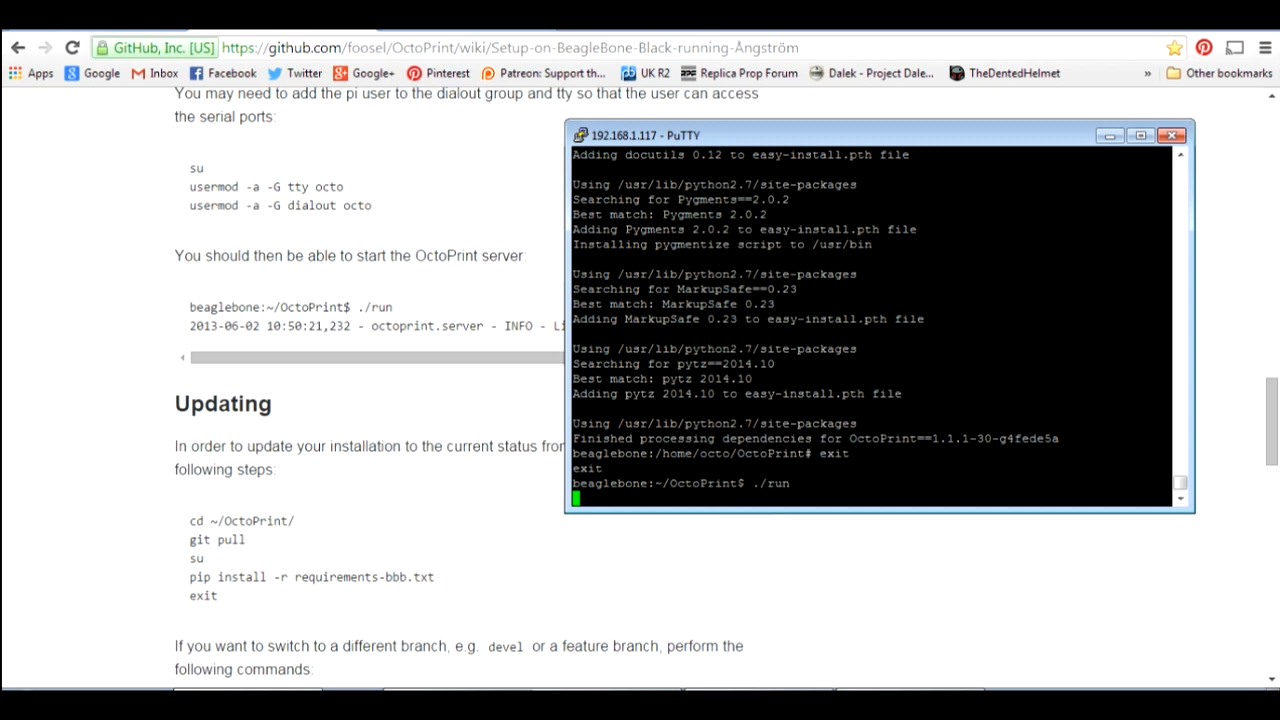 GitHub, Inc. [US] https://github.com/foosel/OctoPrint/wiki/Setup-on-BeagleBone-Black-running-Ångström
Apps Google Inbox Facebook Twitter Google+ Pinterest Patreon: Support th... UK R2 Replica Prop Forum Dalek - Project Dale... TheDentedHelmet » Other bookmarks
You may need to add the pi user to the dialout group and tty so that the user can access
the serial ports:
su
usermod -a -G tty octo
usermod -a -G dialout octo
You should then be able to start the OctoPrint server:
beaglebone:~/OctoPrint$ ./run
2013-06-02 10:50:21,232 - octoprint.server - INFO - Li
Updating
In order to update your installation to the current status from
following steps:
cd ~/OctoPrint/
git pull
su
pip install -r requirements-bbb.txt
exit
If you want to switch to a different branch, e.g. devel or a feature branch, perform the
following commands:
192.168.1.117 - PuTTY
Adding docutils 0.12 to easy-install.pth file
Using /usr/lib/python2.7/site-packages
Searching for Pygments==2.0.2
Best match: Pygments 2.0.2
Adding Pygments 2.0.2 to easy-install.pth file
Installing pygmentize script to /usr/bin
Using /usr/lib/python2.7/site-packages
Searching for MarkupSafe==0.23
Best match: MarkupSafe 0.23
Adding MarkupSafe 0.23 to easy-install.pth file
Using /usr/lib/python2.7/site-packages
Searching for pytz==2014.10
Best match: pytz 2014.10
Adding pytz 2014.10 to easy-install.pth file
Using /usr/lib/python2.7/site-packages
Finished processing dependencies for OctoPrint==1.1.1-30-g4fede5a
beaglebone:/home/octo/OctoPrint# exit
exit
beaglebone:~/OctoPrint$ ./run